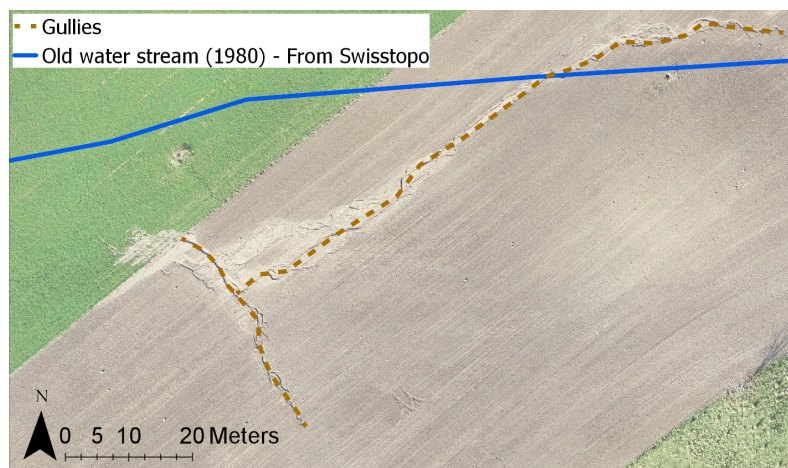 Gullies
Old water stream (1980) - From Swisstopo
N
0 5 10 20 Meters